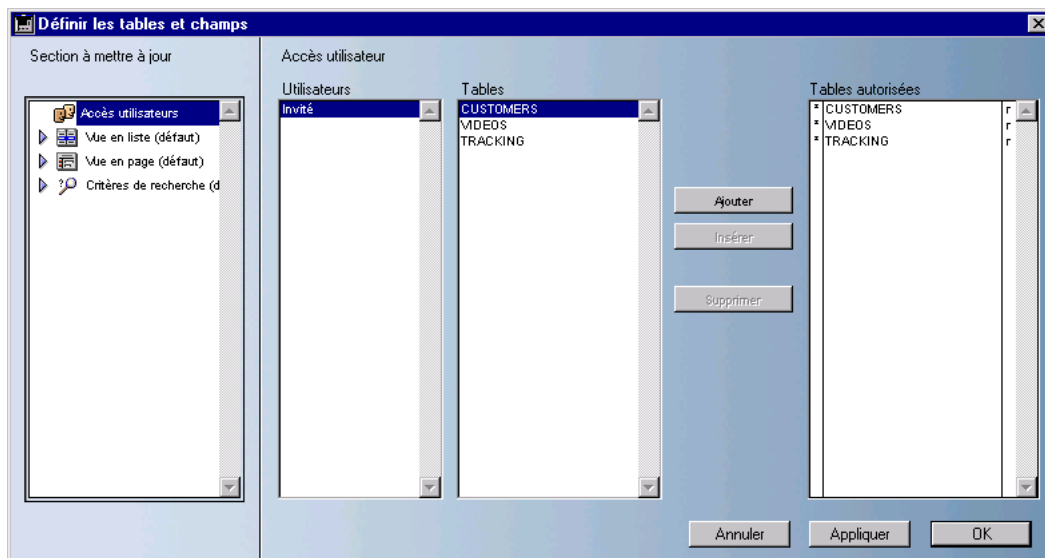 Définir les tables et champs
Section à mettre à jour
Accès utilisateurs
Vue en liste (défaut)
Vue en page (défaut)
?
Critères de recherche (d
Accès utilisateur
Utilisateurs
Invité
Tables
CUSTOMERS
VIDEOS
TRACKING
Ajouter
Insérer
Supprimer
Tables autorisées
* CUSTOMERS r
* VIDEOS r
* TRACKING r
Annuler
Appliquer
OK